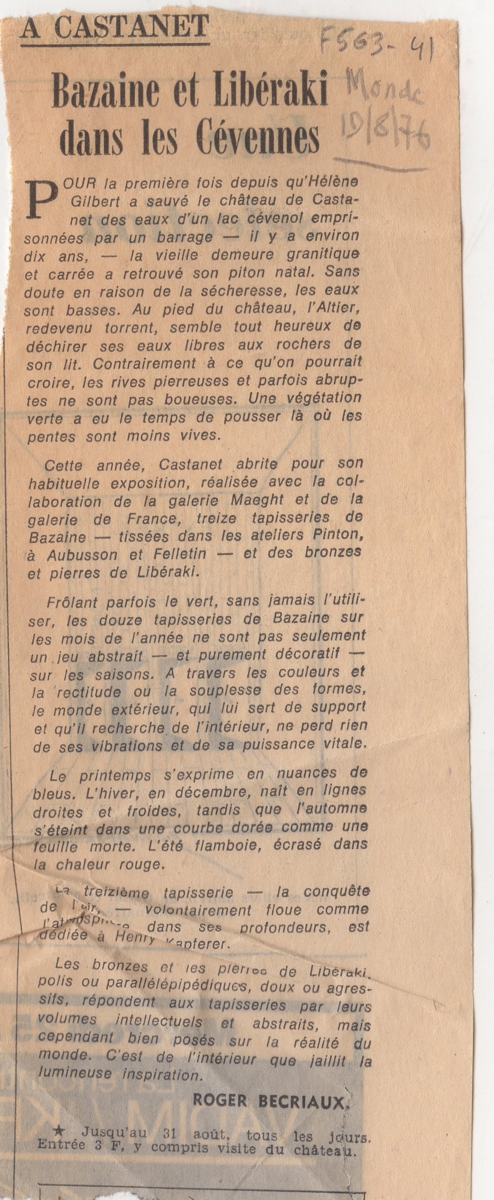 A CASTANET
F563-41
Monde
19/8/76
Bazaine et Libéraki
dans les Cévennes
POUR la première fois depuis qu'Hélène
Gilbert a sauvé le château de Casta-
net des eaux d'un lac cévenol empri-
sonnées par un barrage — il y a environ
dix ans, — la vieille demeure granitique
et carrée a retrouvé son piton natal. Sans
doute en raison de la sécheresse, les eaux
sont basses. Au pied du château, l'Altier,
redevenu torrent, semble tout heureux de
déchirer ses eaux libres aux rochers de
son lit. Contrairement à ce qu'on pourrait
croire, les rives pierreuses et parfois abrup-
tes ne sont pas boueuses. Une végétation
verte a eu le temps de pousser là où les
pentes sont moins vives.
Cette année, Castanet abrite pour son
habituelle exposition, réalisée avec la col-
laboration de la galerie Maeght et de la
galerie de France, treize tapisseries de
Bazaine — tissées dans les ateliers Pinton,
à Aubusson et Felletin — et des bronzes
et pierres de Libéraki.
Frôlant parfois le vert, sans jamais l'utili-
ser, les douze tapisseries de Bazaine sur
les mois de l'année ne sont pas seulement
un jeu abstrait — et purement décoratif —
sur les saisons. A travers les couleurs et
la rectitude ou la souplesse des formes,
le monde extérieur, qui lui sert de support
et qu'il recherche de l'intérieur, ne perd rien
de ses vibrations et de sa puissance vitale.
Le printemps s'exprime en nuances de
bleus. L'hiver, en décembre, naît en lignes
droites et froides, tandis que l'automne
s'éteint dans une courbe dorée comme une
feuille morte. L'été flamboie, écrasé dans
la chaleur rouge.
La treizième tapisserie — la conquête
de l'air, — volontairement floue comme
l'atmosphère dans ses profondeurs, est
dédiée à Henry Kapferer.
Les bronzes et les pierres de Libéraki,
polis ou parallélépipédiques, doux ou agres-
sifs, répondent aux tapisseries par leurs
volumes intellectuels et abstraits, mais
cependant bien posés sur la réalité du
monde. C'est de l'intérieur que jaillit la
lumineuse inspiration.
ROGER BECRIAUX.
★ Jusqu'au 31 août, tous les jours.
Entrée 3 F, y compris visite du château.